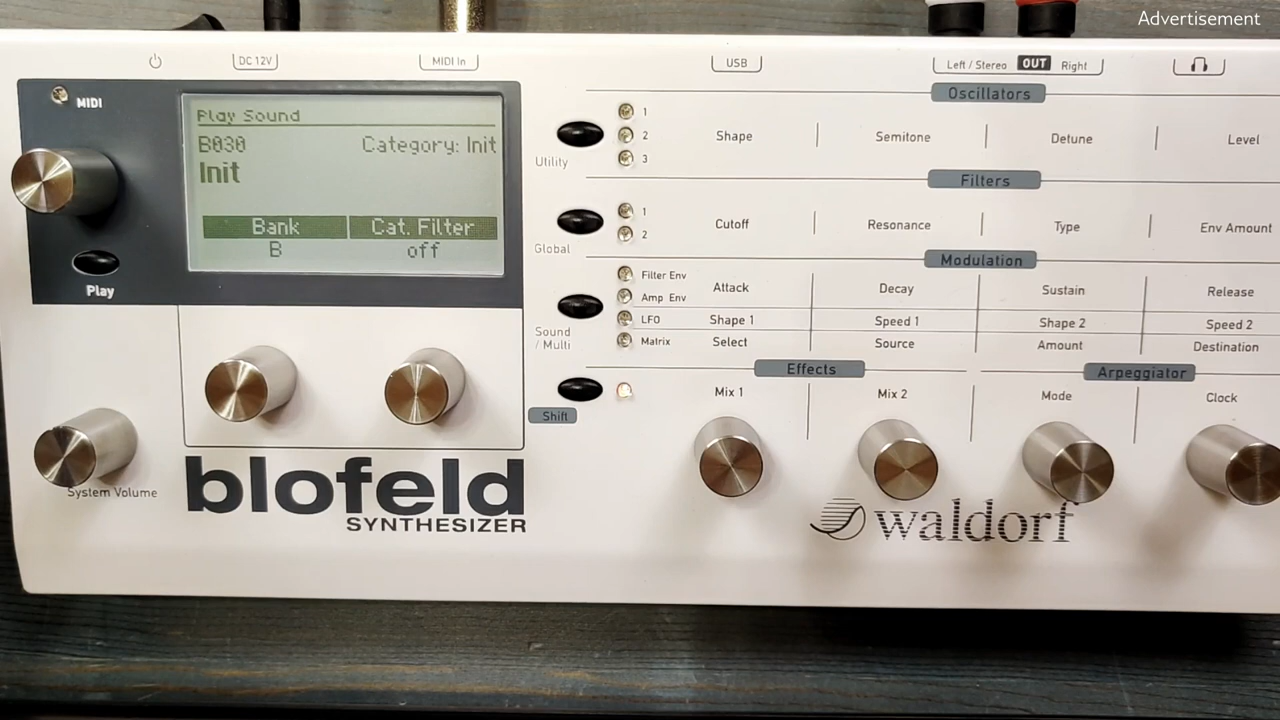 Advertisement
DC 12V
MIDI In
USB
Left / Stereo OUT Right
MIDI
Play Sound
B030 Category: Init
Init
Bank Cat. Filter
B off
Play
System Volume
blofeld
SYNTHESIZER
Utility
Global
Sound
/ Multi
Shift
Oscillators
1
2 Shape Semitone Detune Level
3
Filters
1
2 Cutoff Resonance Type Env Amount
Modulation
Filter Env
Amp Env Attack Decay Sustain Release
LFO Shape 1 Speed 1 Shape 2 Speed 2
Matrix Select Source Amount Destination
Effects Arpeggiator
Mix 1 Mix 2 Mode Clock
waldorf